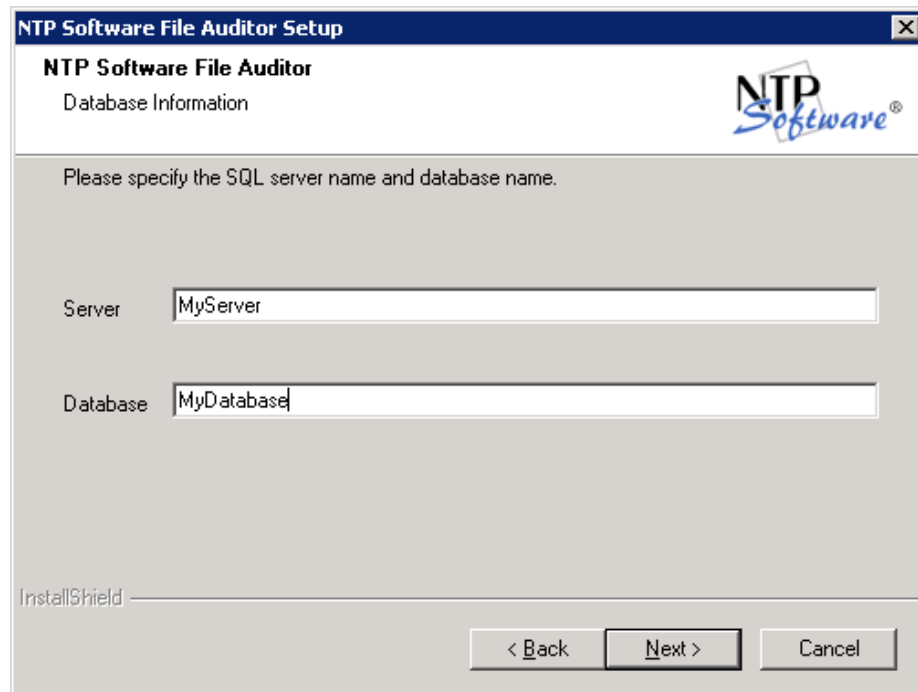 NTP Software File Auditor Setup
NTP Software File Auditor
Database Information
NTP
Software®
Please specify the SQL server name and database name.
Server MyServer
Database MyDatabase
InstallShield
< Back Next > Cancel